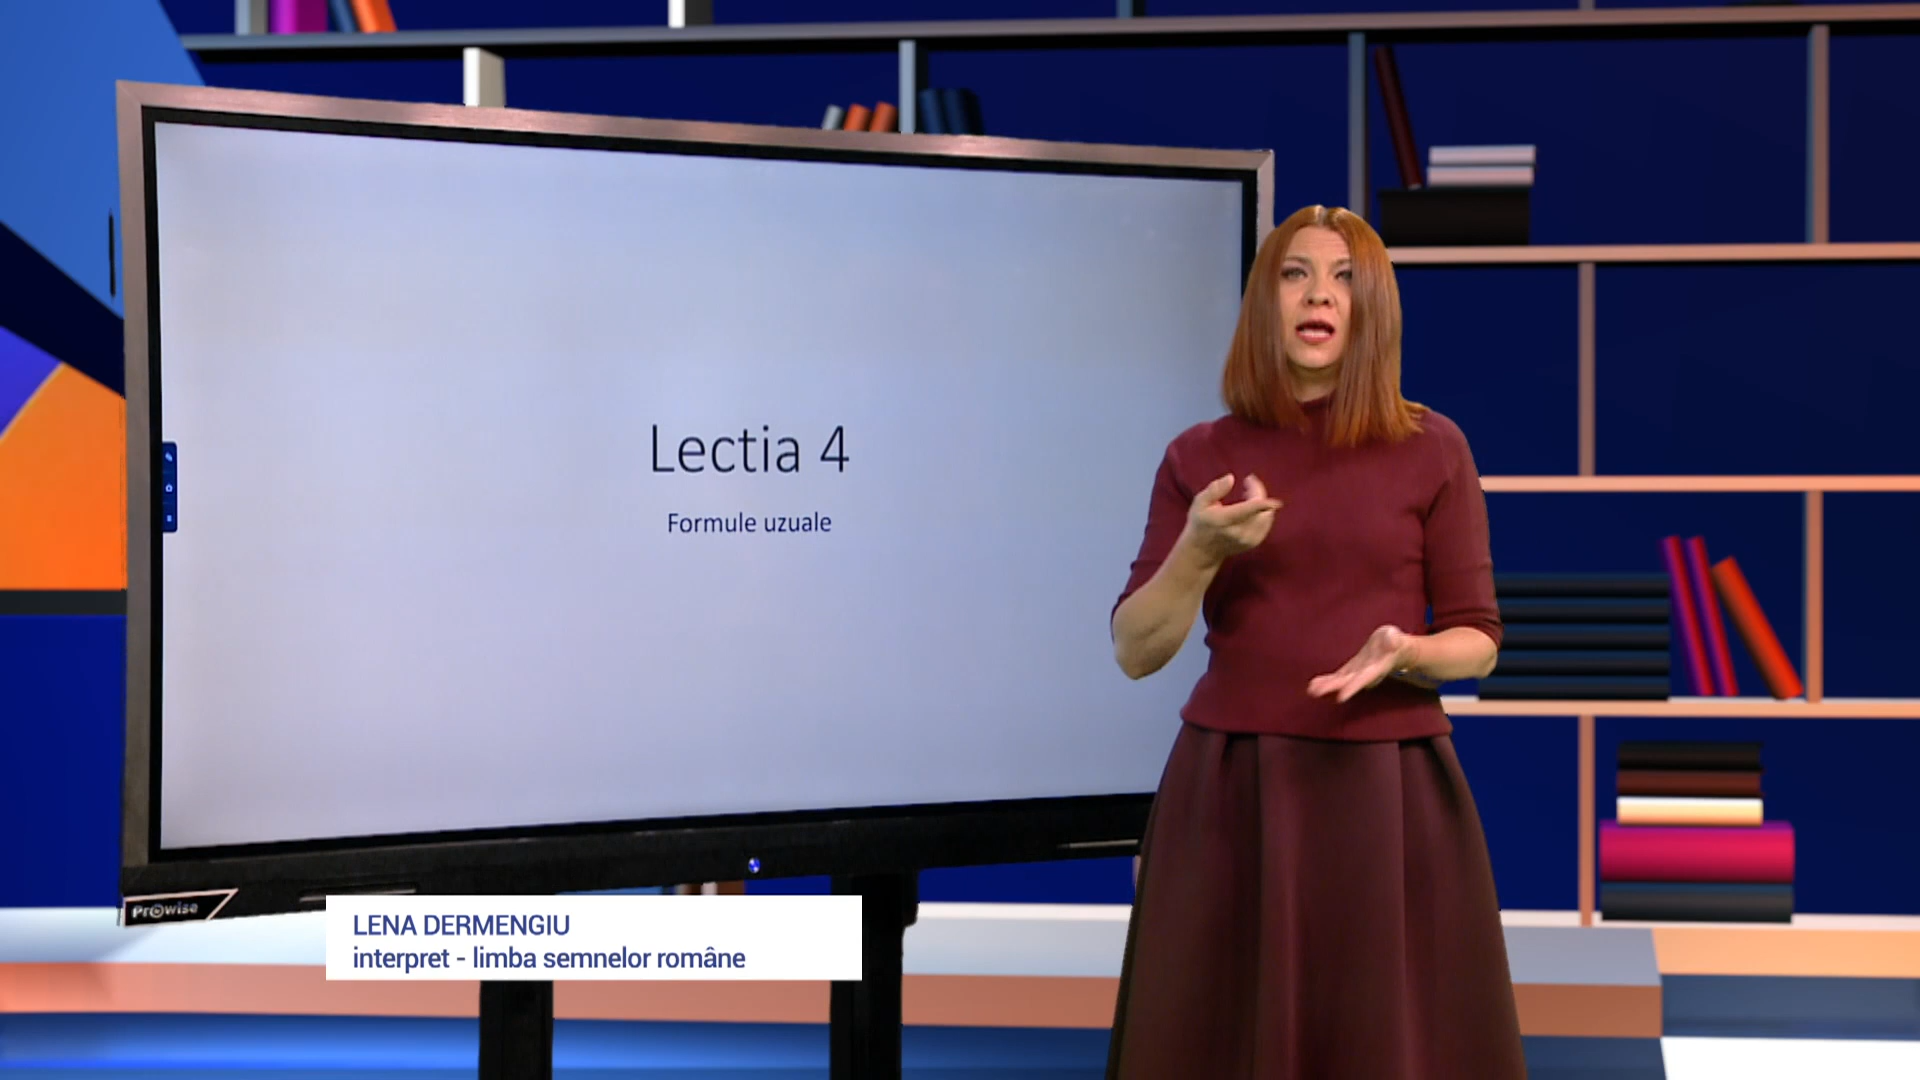 Lectia 4
Formule uzuale
Prowise
LENA DERMENGIU
interpret - limba semnelor române